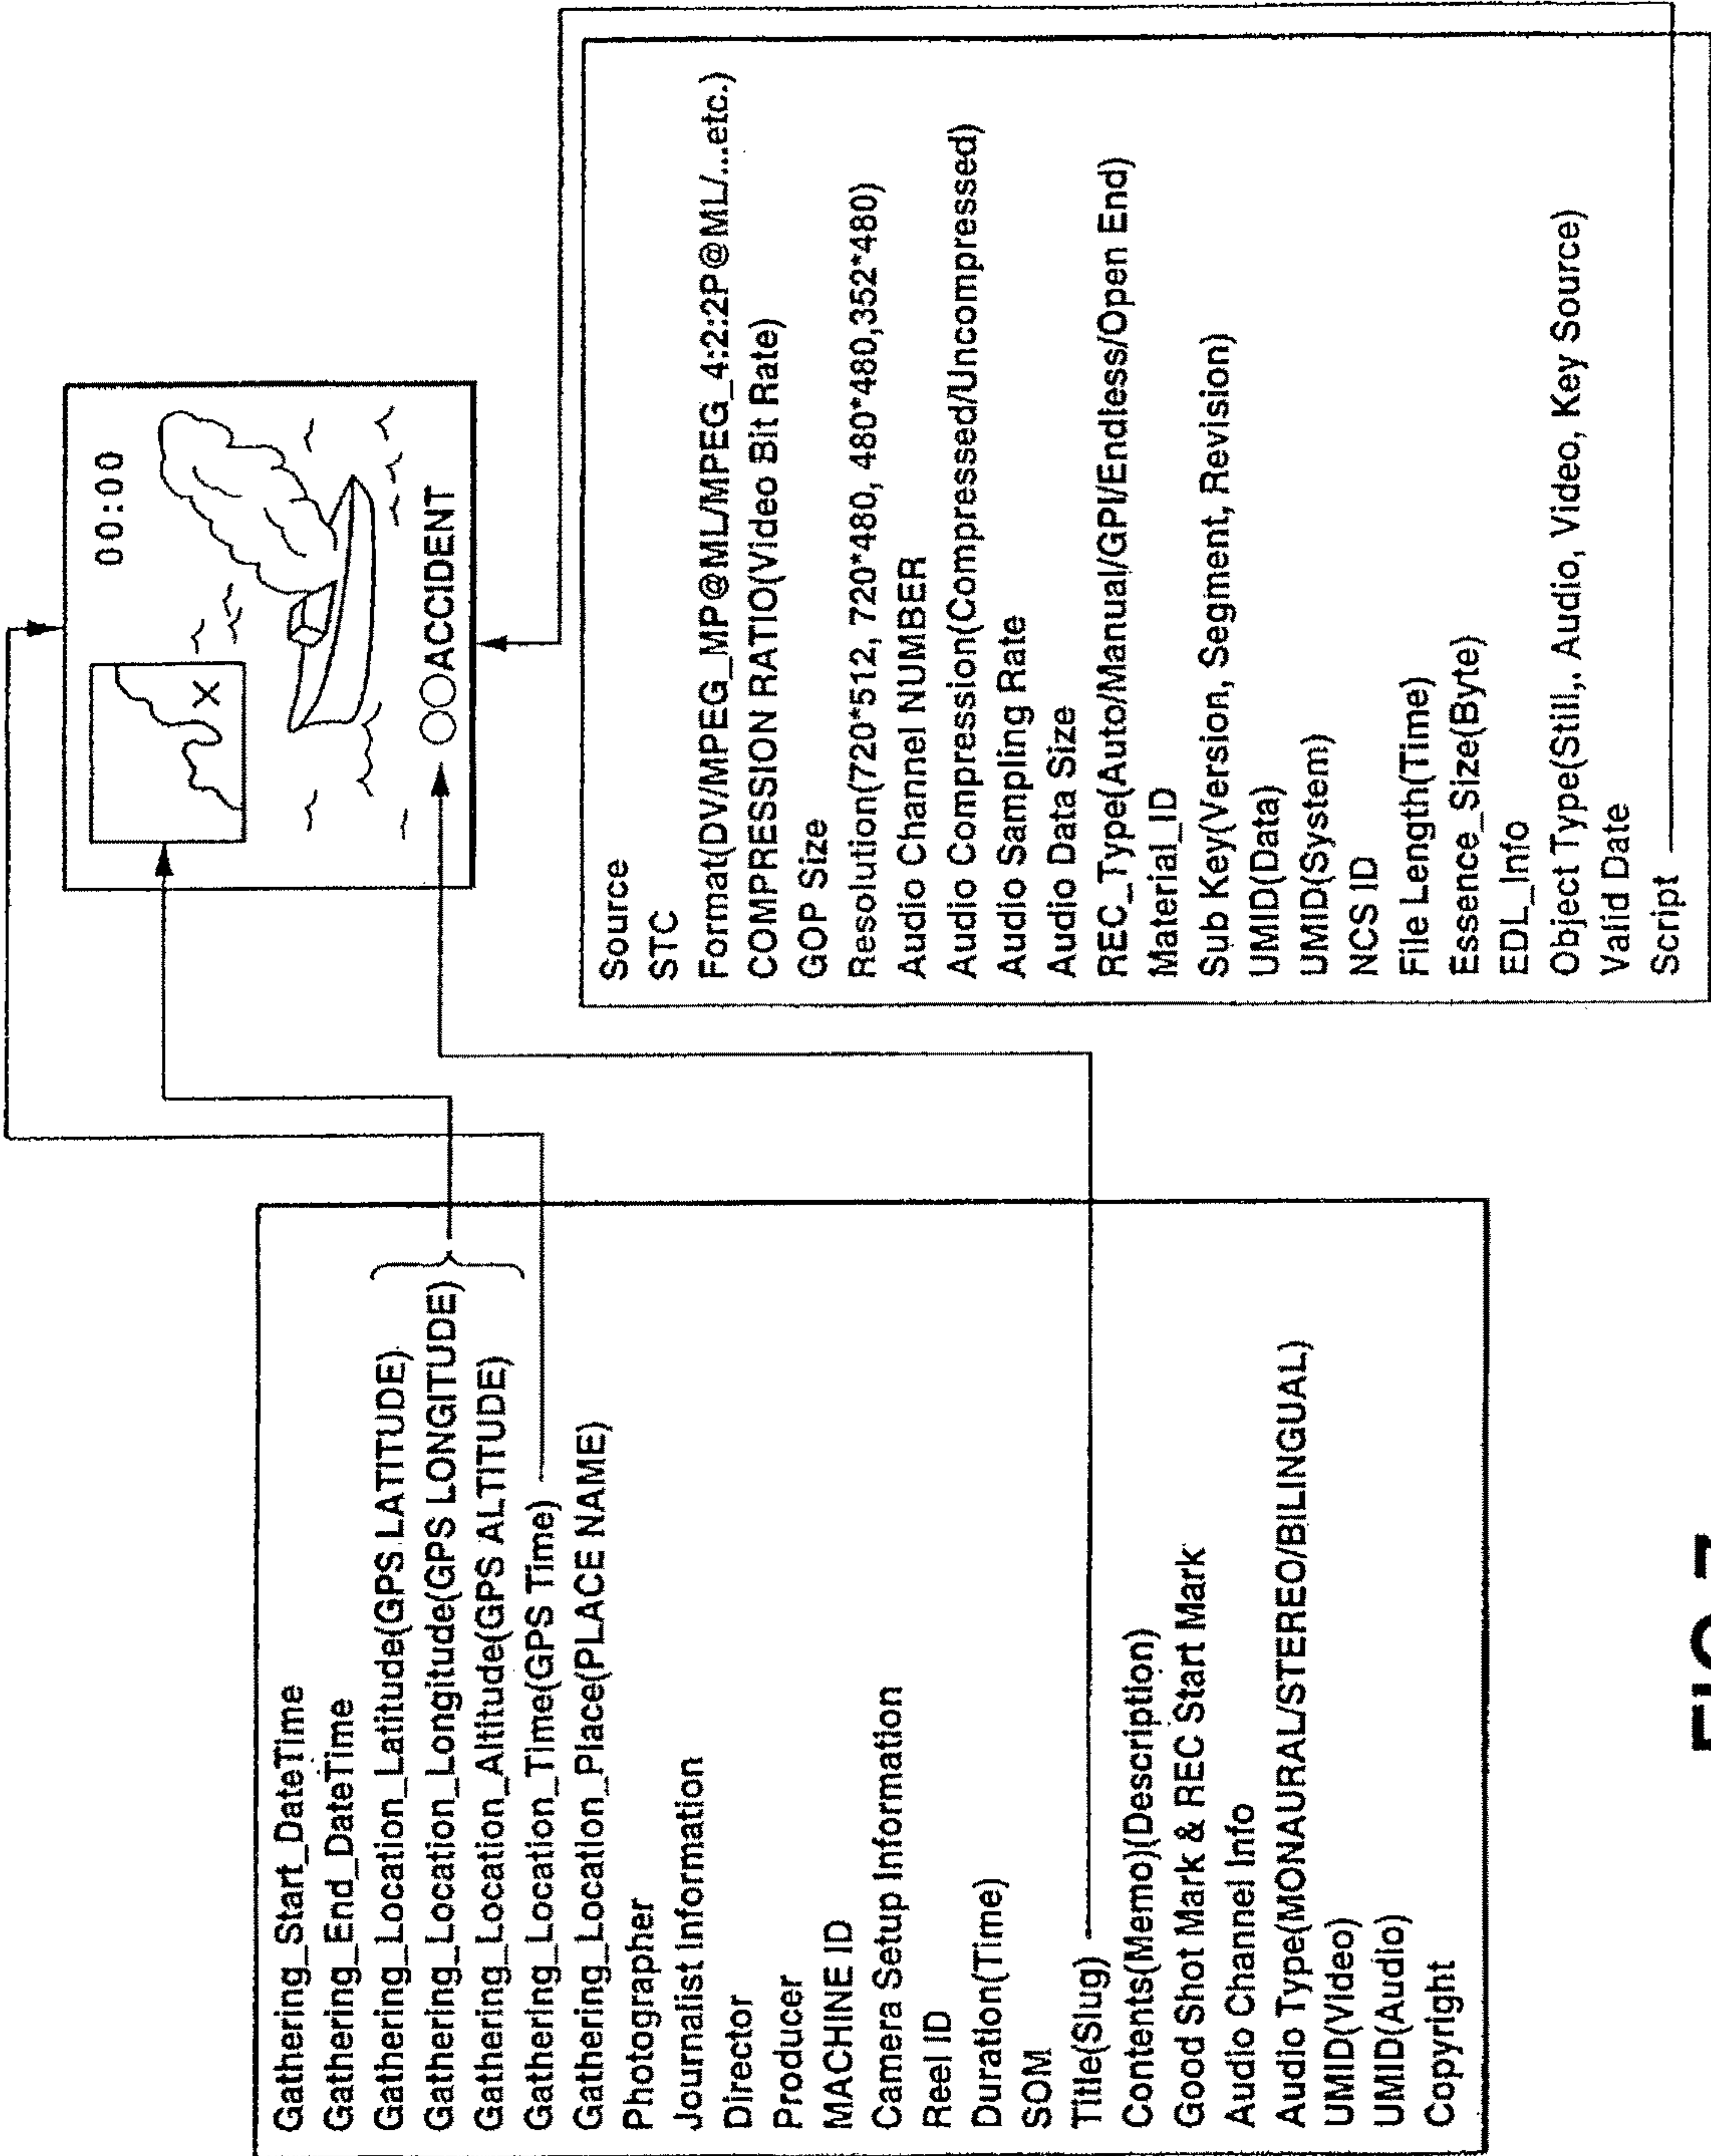 Gathering_Start_DateTime
Gathering_End_DateTime
Gathering_Location_Latitude(GPS LATITUDE)
Gathering_Location_Longitude(GPS LONGITUDE)
Gathering_Location_Altitude(GPS ALTITUDE)
Gathering_Location_Time(GPS Time)
Gathering_Location_Place(PLACE NAME)
Photographer
Journalist Information
Director
Producer
MACHINE ID
Camera Setup Information
Reel ID
Duration(Time)
SOM
Title(Slug)
Contents(Memo)(Description)
Good Shot Mark & REC Start Mark
Audio Channel Info
Audio Type(MONAURAL/STEREO/BILINGUAL)
UMID(Video)
UMID(Audio)
Copyright
00:00
X
○○ACCIDENT
Source
STC
Format(DV/MPEG_MP@ML/MPEG_4:2:2P@ML/...etc.)
COMPRESSION RATIO(Video Bit Rate)
GOP Size
Resolution(720*512, 720*480, 480*480,352*480)
Audio Channel NUMBER
Audio Compression(Compressed/Uncompressed)
Audio Sampling Rate
Audio Data Size
REC_Type(Auto/Manual/GPI/Endless/Open End)
Material_ID
Sub Key(Version, Segment, Revision)
UMID(Data)
UMID(System)
NCS ID
File Length(Time)
Essence_Size(Byte)
EDL_Info
Object Type(Still,. Audio, Video, Key Source)
Valid Date
Script